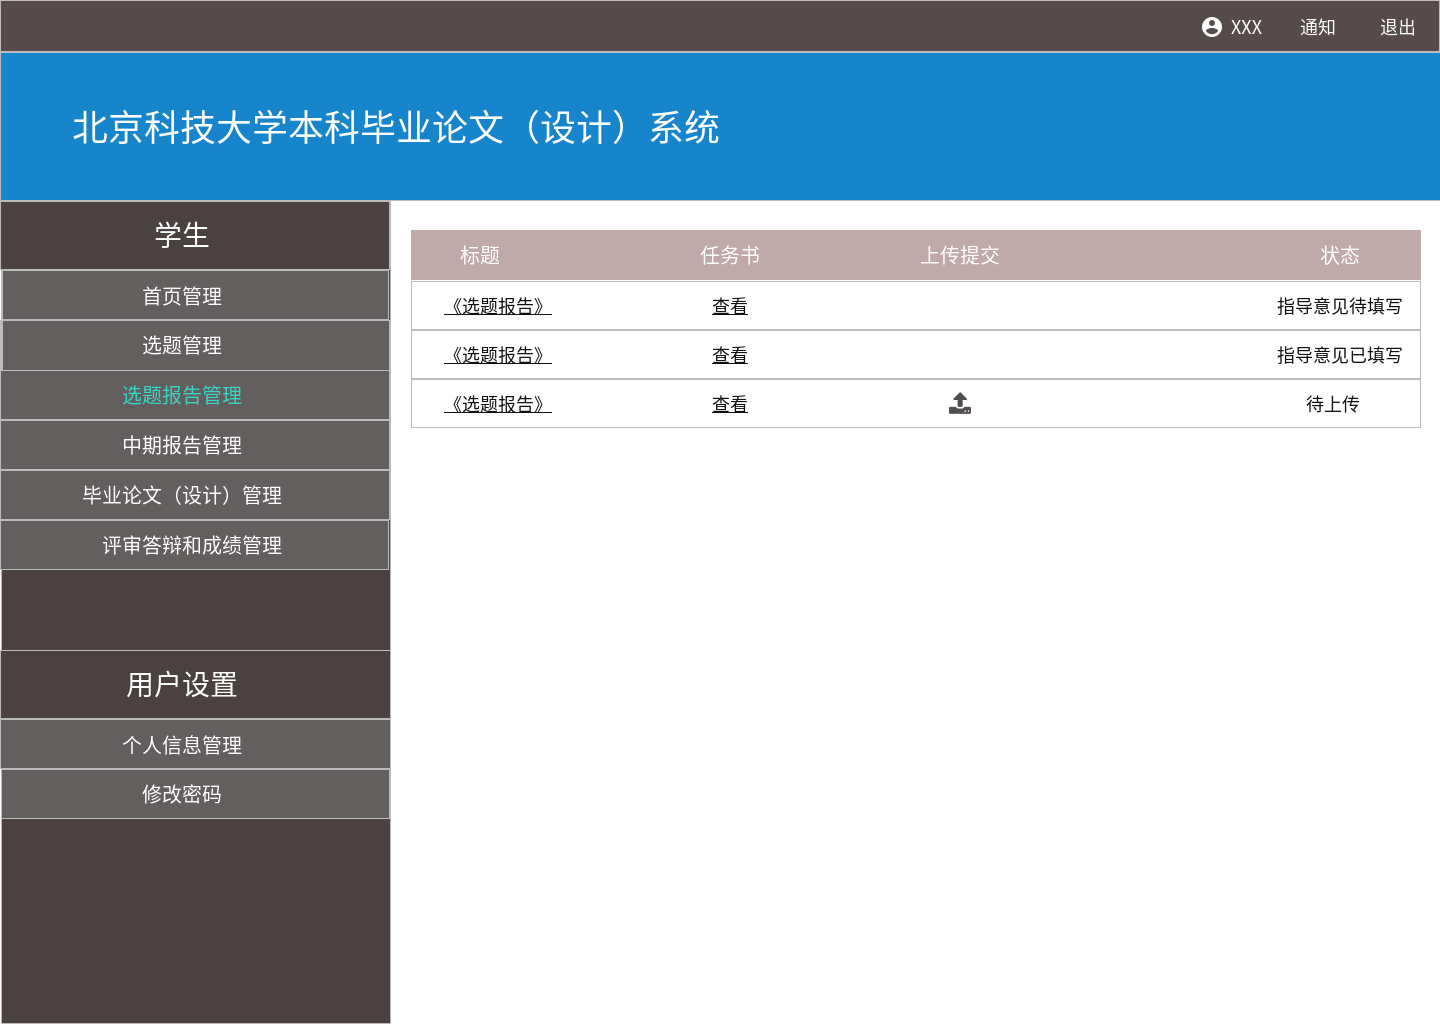 XXX 通知 退出
北京科技大学本科毕业论文（设计）系统
学生
首页管理
选题管理
选题报告管理
中期报告管理
毕业论文（设计）管理
评审答辩和成绩管理
用户设置
个人信息管理
修改密码
标题 任务书 上传提交 状态
《选题报告》 查看 指导意见待填写
《选题报告》 查看 指导意见已填写
《选题报告》 查看 待上传